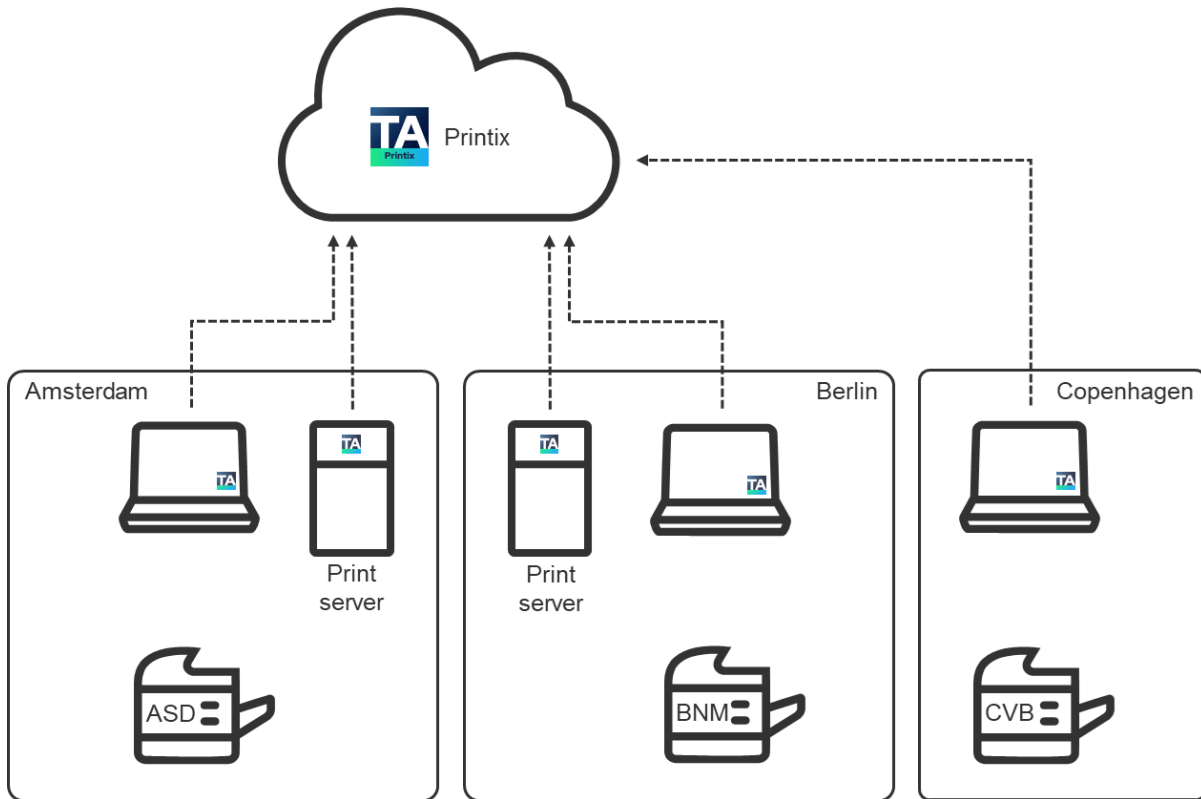 TA
Printix
Printix
Amsterdam
Berlin
Copenhagen
TA
TA
TA
TA
TA
Print
server
Print
server
ASD
BNM
CVB